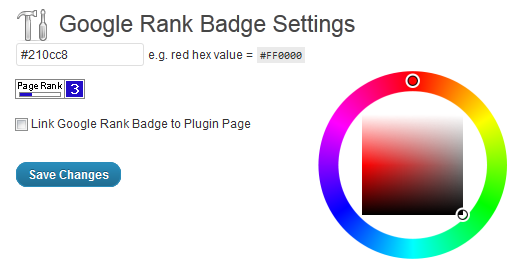 Google Rank Badge Settings
#210cc8 e.g. red hex value = #FF0000
Page Rank 3
Link Google Rank Badge to Plugin Page
Save Changes